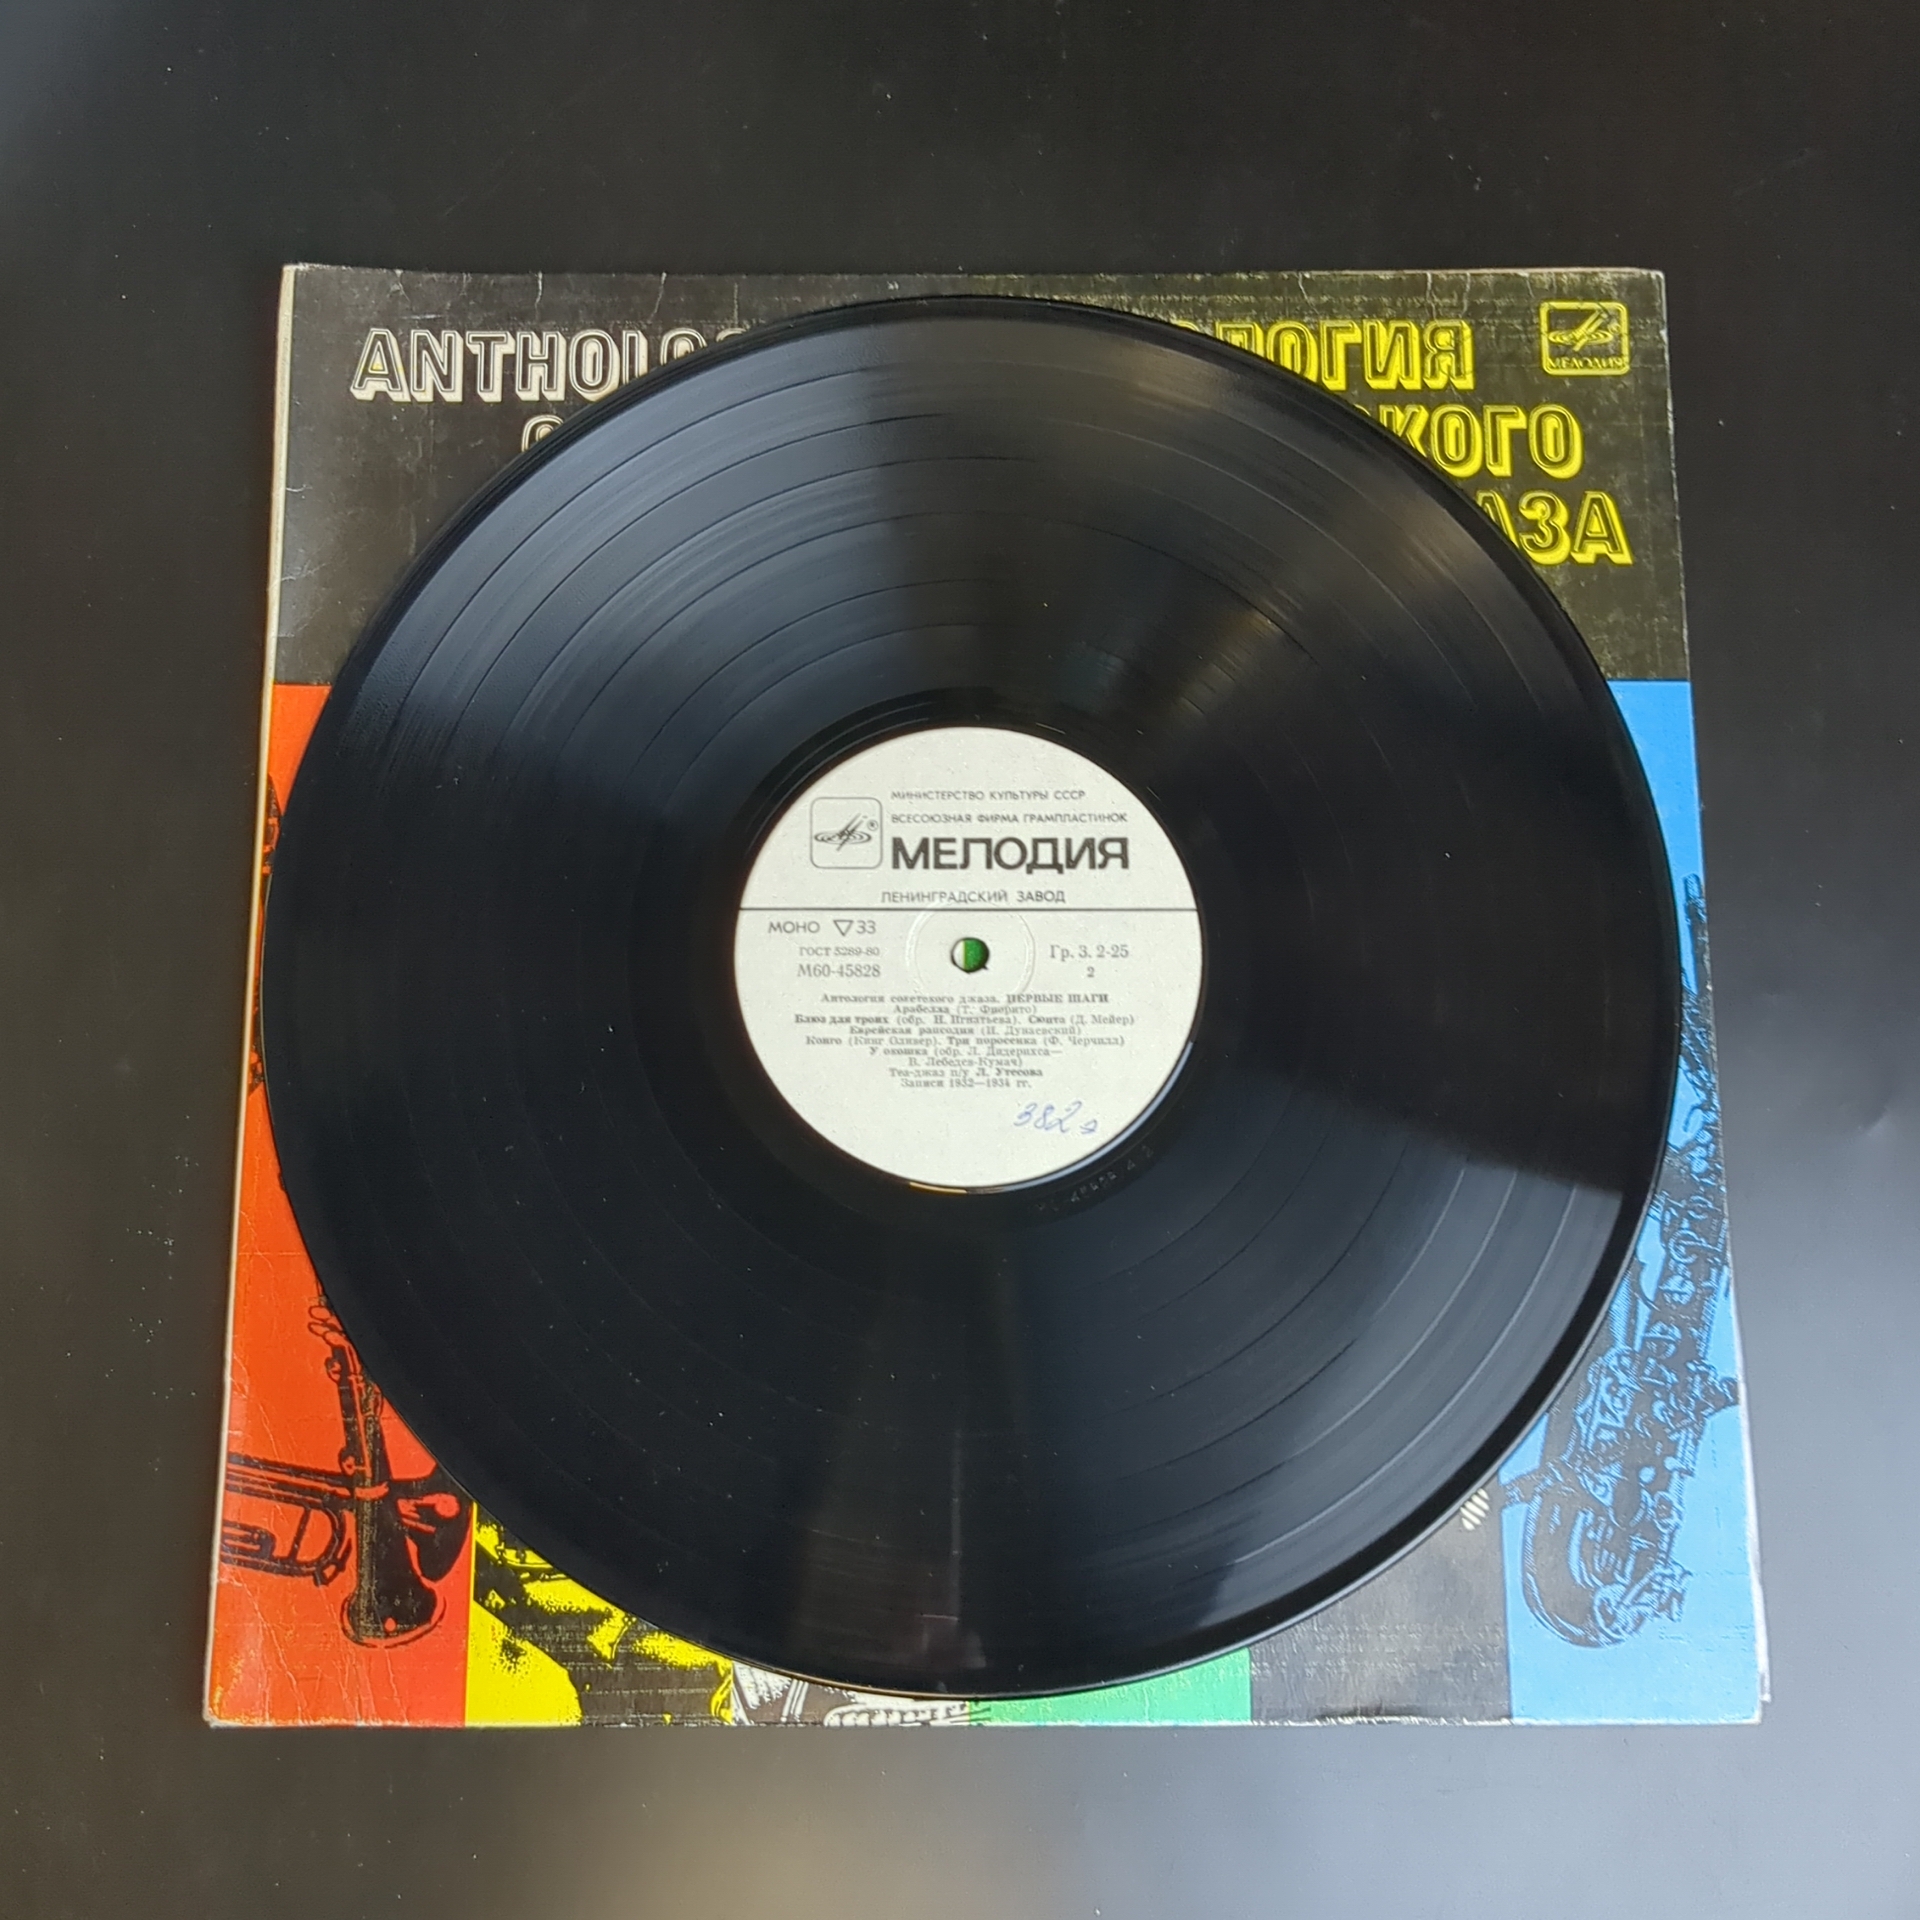 ANTHOLO
ЛОГИЯ
МЕЛОДИЯ
СКОГО
АЗА
МИНИСТЕРСТВО КУЛЬТУРЫ СССР
ВСЕСОЮЗНАЯ ФИРМА ГРАМПЛАСТИНОК
МЕЛОДИЯ
ЛЕНИНГРАДСКИЙ ЗАВОД
МОНО ▽33
ГОСТ 5289-80
М60-45828
Гр. 3. 2-25
2
Антология советского джаза. ПЕРВЫЕ ШАГИ
Арабелла (Т. Фиорито)
Блюз для троих (обр. Н. Игнатьева). Сюита (Д. Мейер)
Еврейская рапсодия (И. Дунаевский)
Конго (Кинг Оливер). Три поросенка (Ф. Черчилл)
У окошка (обр. Л. Дидерихса—
В. Лебедев-Кумач)
Теа-джаз п/у Л. Утесова
Записи 1932—1934 гг.
382